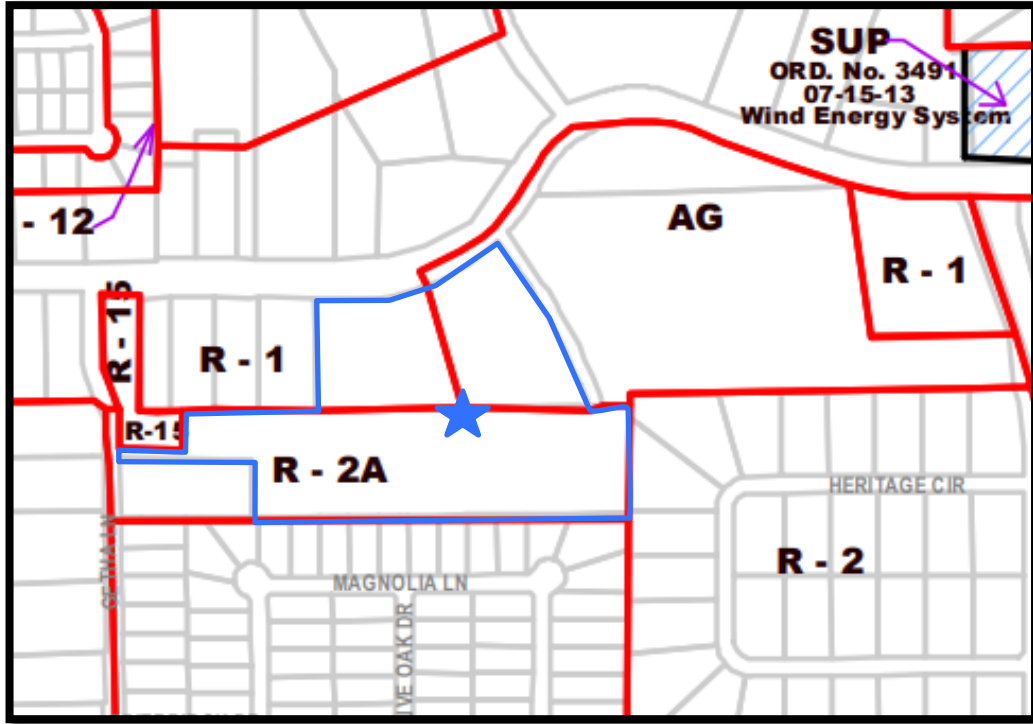 SUP
ORD. No. 3491
07-15-13
Wind Energy System
- 12
AG
R - 1
R - 15
R - 1
R-15
R - 2A
HERITAGE CIR
R - 2
MAGNOLIA LN